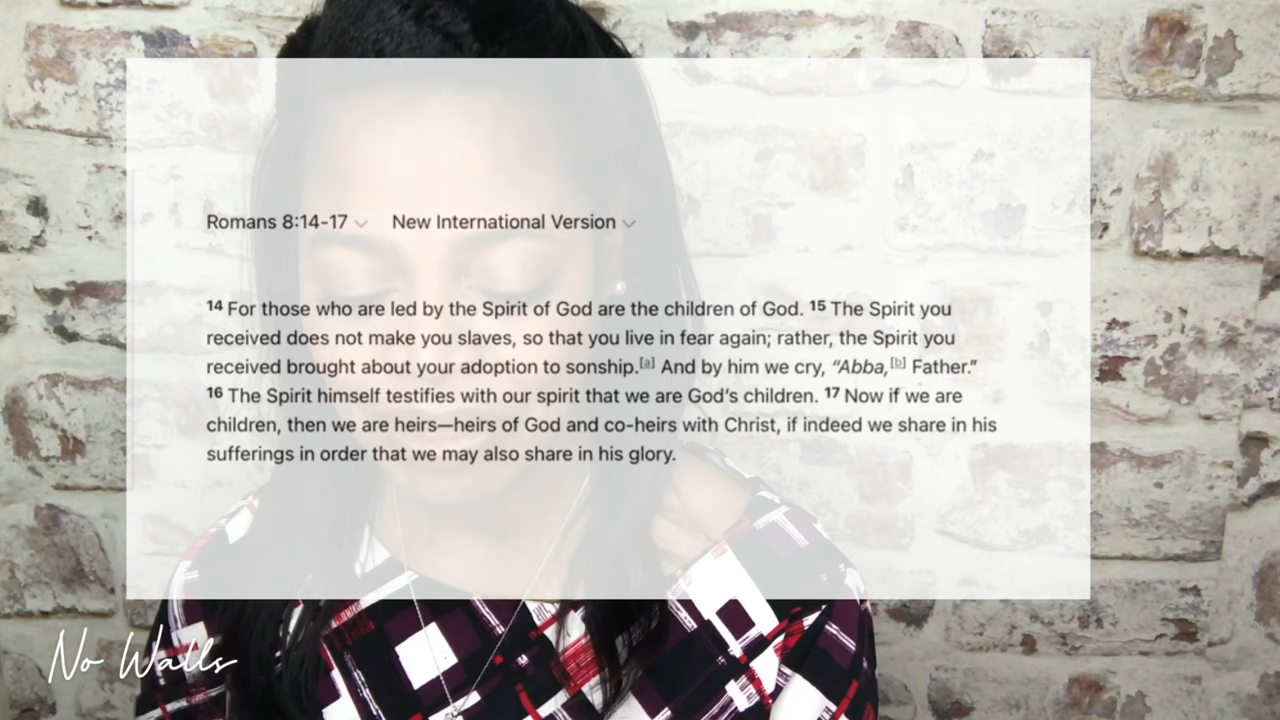 Romans 8:14-17 New International Version
14 For those who are led by the Spirit of God are the children of God. 15 The Spirit you
received does not make you slaves, so that you live in fear again; rather, the Spirit you
received brought about your adoption to sonship.[a] And by him we cry, “Abba,[b] Father.”
16 The Spirit himself testifies with our spirit that we are God’s children. 17 Now if we are
children, then we are heirs—heirs of God and co-heirs with Christ, if indeed we share in his
sufferings in order that we may also share in his glory.
No Walls